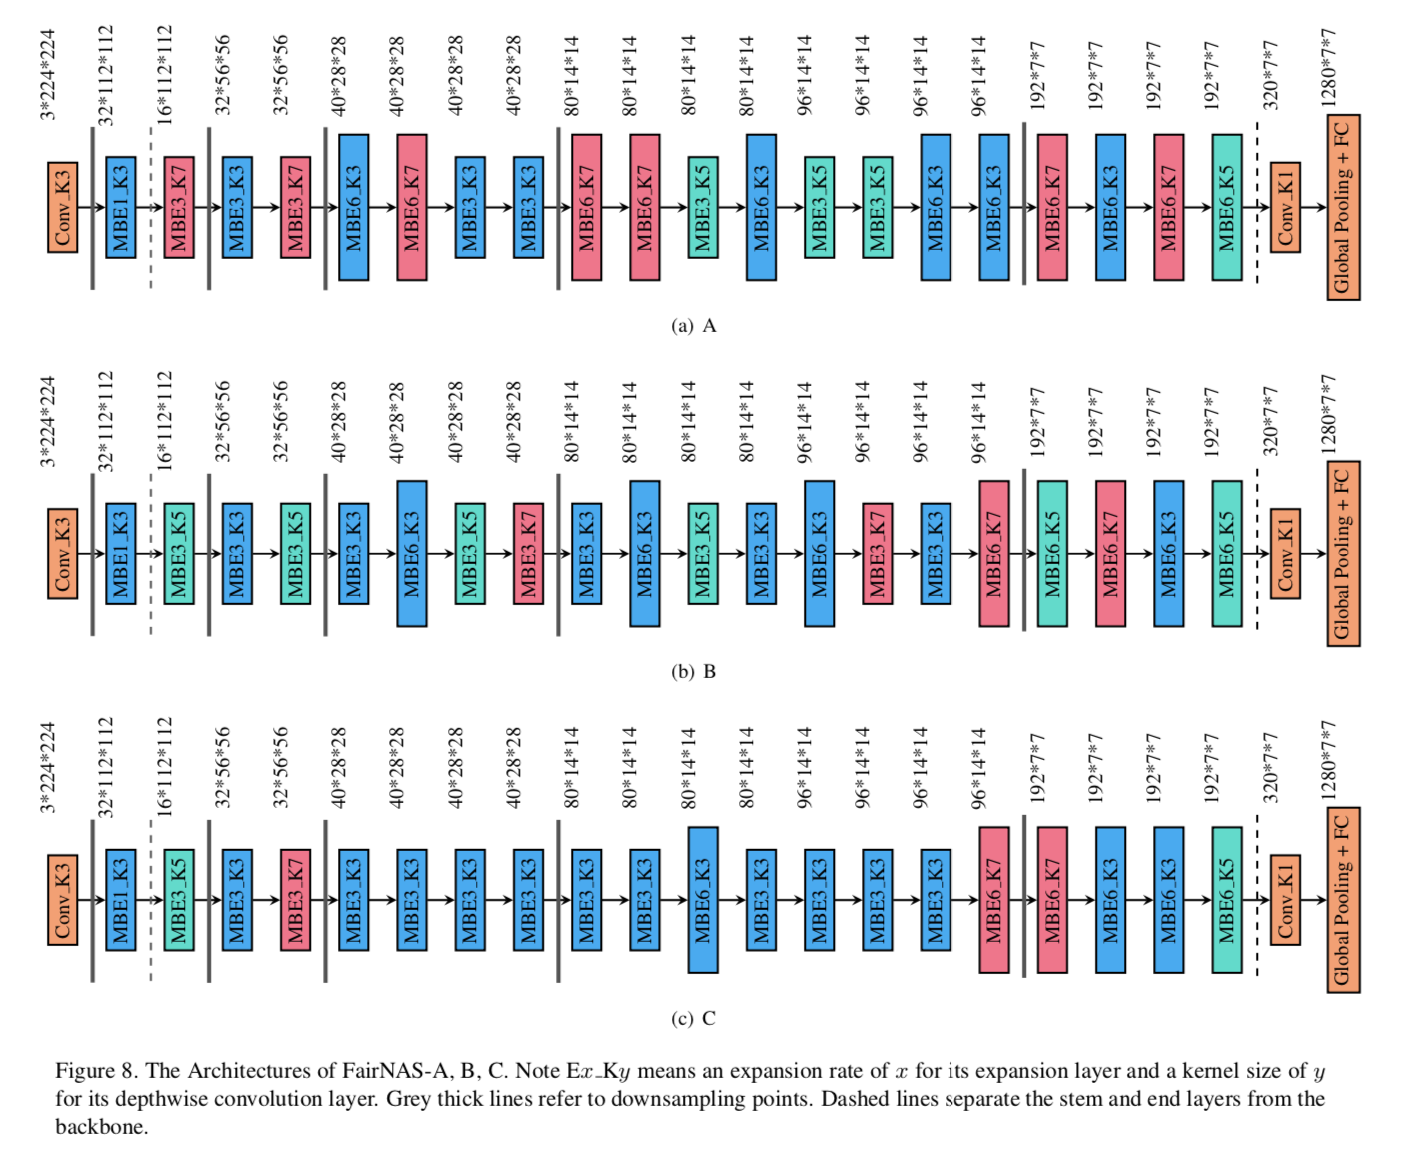 3*224*224
32*112*112
16*112*112
32*56*56
32*56*56
40*28*28
40*28*28
40*28*28
40*28*28
80*14*14
80*14*14
80*14*14
80*14*14
96*14*14
96*14*14
96*14*14
96*14*14
192*7*7
192*7*7
192*7*7
192*7*7
320*7*7
1280*7*7
Conv_K3
MBE1_K3
MBE3_K7
MBE3_K3
MBE3_K7
MBE6_K3
MBE6_K7
MBE3_K3
MBE3_K3
MBE6_K7
MBE6_K7
MBE3_K5
MBE6_K3
MBE3_K5
MBE3_K5
MBE6_K3
MBE6_K3
MBE6_K7
MBE6_K3
MBE6_K7
MBE6_K5
Conv_K1
Global Pooling + FC
(a) A
3*224*224
32*112*112
16*112*112
32*56*56
32*56*56
40*28*28
40*28*28
40*28*28
40*28*28
80*14*14
80*14*14
80*14*14
80*14*14
96*14*14
96*14*14
96*14*14
96*14*14
192*7*7
192*7*7
192*7*7
192*7*7
320*7*7
1280*7*7
Conv_K3
MBE1_K3
MBE3_K5
MBE3_K3
MBE3_K5
MBE3_K3
MBE6_K3
MBE3_K5
MBE3_K7
MBE3_K3
MBE6_K3
MBE3_K5
MBE3_K3
MBE6_K3
MBE3_K7
MBE3_K3
MBE6_K7
MBE6_K5
MBE6_K7
MBE6_K3
MBE6_K5
Conv_K1
Global Pooling + FC
(b) B
3*224*224
32*112*112
16*112*112
32*56*56
32*56*56
40*28*28
40*28*28
40*28*28
40*28*28
80*14*14
80*14*14
80*14*14
80*14*14
96*14*14
96*14*14
96*14*14
96*14*14
192*7*7
192*7*7
192*7*7
192*7*7
320*7*7
1280*7*7
Conv_K3
MBE1_K3
MBE3_K5
MBE3_K3
MBE3_K7
MBE3_K3
MBE3_K3
MBE3_K3
MBE3_K3
MBE3_K3
MBE3_K3
MBE6_K3
MBE3_K3
MBE3_K3
MBE3_K3
MBE3_K3
MBE6_K7
MBE6_K7
MBE6_K3
MBE6_K3
MBE6_K5
Conv_K1
Global Pooling + FC
(c) C
Figure 8. The Architectures of FairNAS-A, B, C. Note Ex_Ky means an expansion rate of x for its expansion layer and a kernel size of y
for its depthwise convolution layer. Grey thick lines refer to downsampling points. Dashed lines separate the stem and end layers from the
backbone.